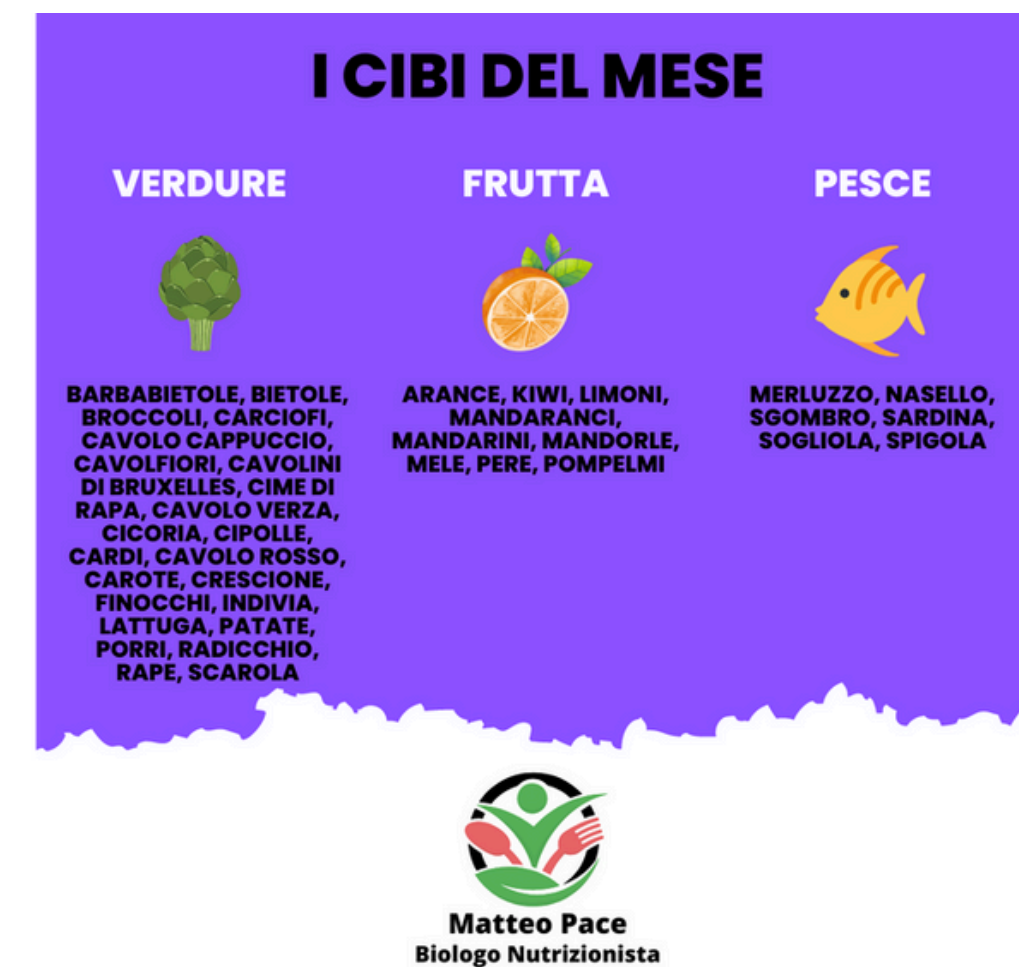 I CIBI DEL MESE
VERDURE
BARBABIETOLE, BIETOLE,
BROCCOLI, CARCIOFI,
CAVOLO CAPPUCCIO,
CAVOLFIORI, CAVOLINI
DI BRUXELLES, CIME DI
RAPA, CAVOLO VERZA,
CICORIA, CIPOLLE,
CARDI, CAVOLO ROSSO,
CAROTE, CRESCIONE,
FINOCCHI, INDIVIA,
LATTUGA, PATATE,
PORRI, RADICCHIO,
RAPE, SCAROLA
FRUTTA
ARANCE, KIWI, LIMONI,
MANDARANCI,
MANDARINI, MANDORLE,
MELE, PERE, POMPELMI
PESCE
MERLUZZO, NASELLO,
SGOMBRO, SARDINA,
SOGLIOLA, SPIGOLA
Matteo Pace
Biologo Nutrizionista